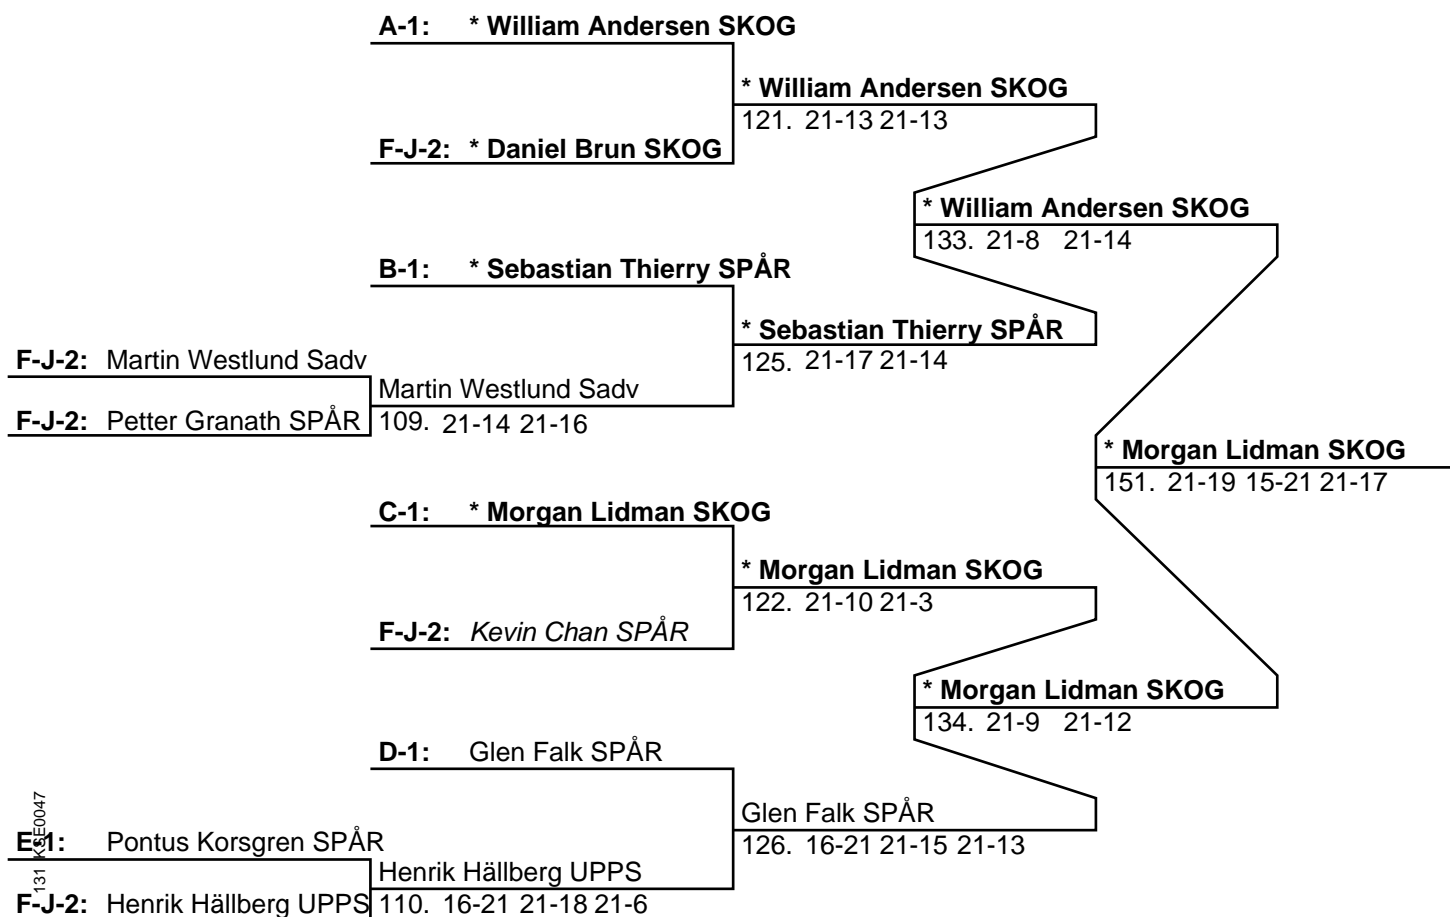 A-1: * William Andersen SKOG
* William Andersen SKOG
121. 21-13 21-13
F-J-2: * Daniel Brun SKOG
* William Andersen SKOG
133. 21-8 21-14
B-1: * Sebastian Thierry SPÅR
* Sebastian Thierry SPÅR
125. 21-17 21-14
F-J-2: Martin Westlund Sadv
Martin Westlund Sadv
F-J-2: Petter Granath SPÅR
109. 21-14 21-16
* Morgan Lidman SKOG
151. 21-19 15-21 21-17
C-1: * Morgan Lidman SKOG
* Morgan Lidman SKOG
122. 21-10 21-3
F-J-2: Kevin Chan SPÅR
* Morgan Lidman SKOG
134. 21-9 21-12
D-1: Glen Falk SPÅR
Glen Falk SPÅR
126. 16-21 21-15 21-13
E-1: Pontus Korsgren SPÅR
Henrik Hällberg UPPS
F-J-2: Henrik Hällberg UPPS
110. 16-21 21-18 21-6
131 KSE0047